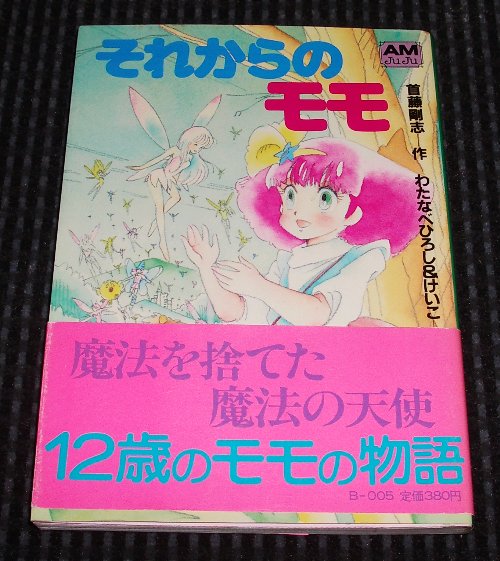 AM
JuJu
それからの
モモ
首藤剛志 — 作
わたなべひろし&けいこ —
魔法を捨てた
魔法の天使
12歳のモモの物語
B-005 定価380円